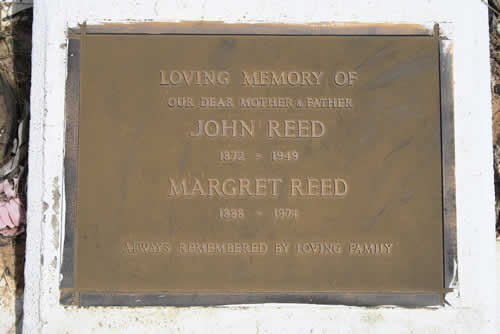 LOVING MEMORY OF
OUR DEAR MOTHER & FATHER
JOHN REED
1872 - 1949
MARGRET REED
1888 - 1974
ALWAYS REMEMBERED BY LOVING FAMILY